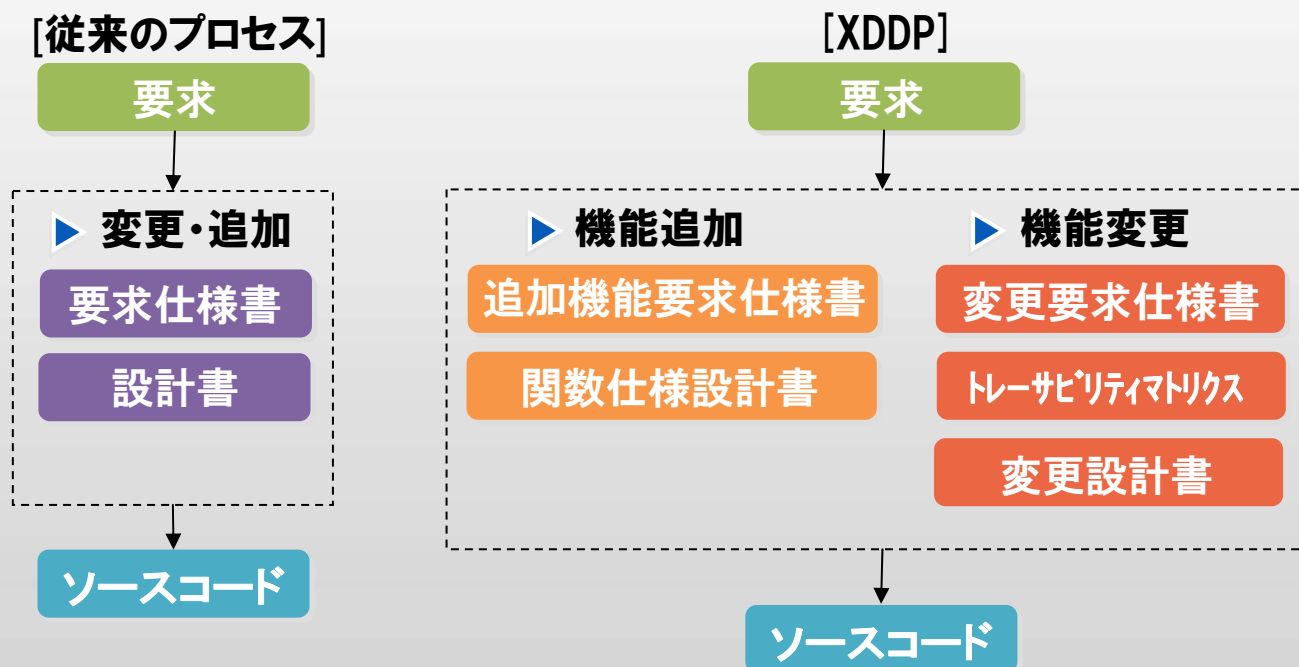 [従来のプロセス]
要求
変更・追加
要求仕様書
設計書
ソースコード
[XDDP]
要求
機能追加
追加機能要求仕様書
関数仕様設計書
機能変更
変更要求仕様書
ﾄﾚｰｻﾋﾞﾘﾃｨﾏﾄﾘｸｽ
変更設計書
ソースコード